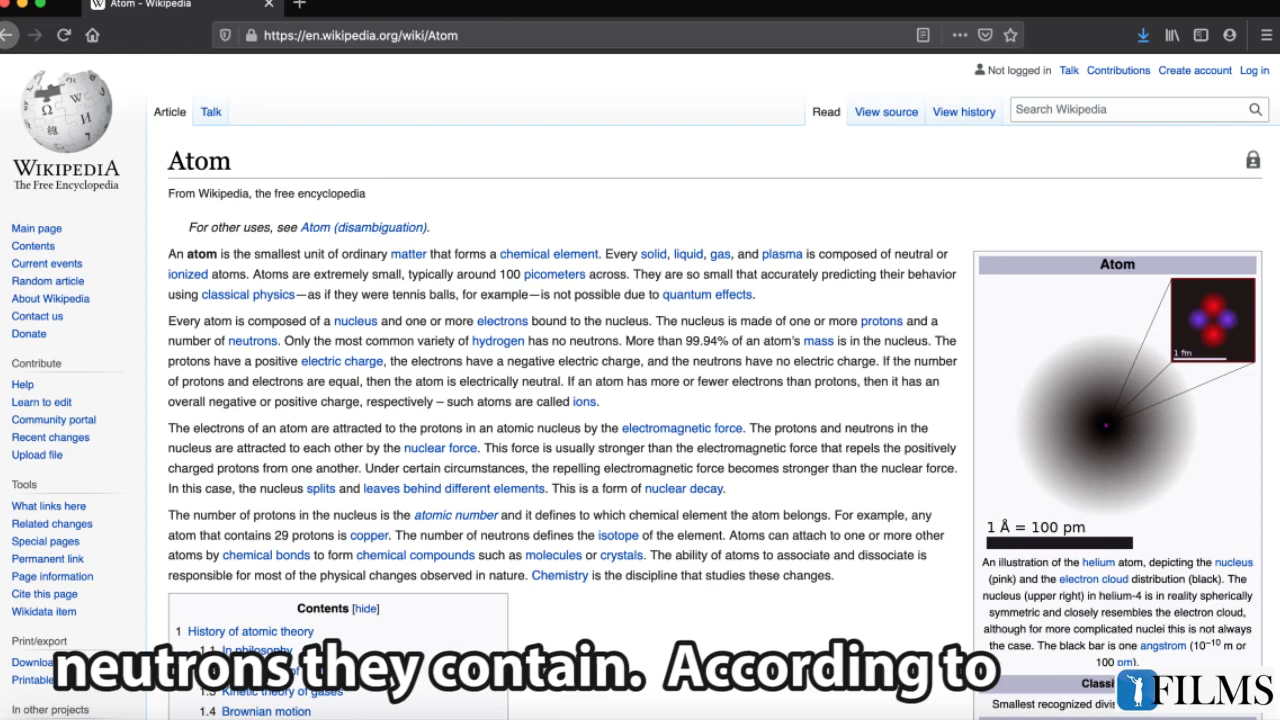 Atom - Wikipedia
https://en.wikipedia.org/wiki/Atom
Not logged in Talk Contributions Create account Log in
Article Talk
Read View source View history
Search Wikipedia
WIKIPEDIA
The Free Encyclopedia
Main page
Contents
Current events
Random article
About Wikipedia
Contact us
Donate
Contribute
Help
Learn to edit
Community portal
Recent changes
Upload file
Tools
What links here
Related changes
Special pages
Permanent link
Page information
Cite this page
Wikidata item
Print/export
Printable
In other projects
Atom
From Wikipedia, the free encyclopedia
For other uses, see Atom (disambiguation).
An atom is the smallest unit of ordinary matter that forms a chemical element. Every solid, liquid, gas, and plasma is composed of neutral or
ionized atoms. Atoms are extremely small, typically around 100 picometers across. They are so small that accurately predicting their behavior
using classical physics—as if they were tennis balls, for example—is not possible due to quantum effects.
Every atom is composed of a nucleus and one or more electrons bound to the nucleus. The nucleus is made of one or more protons and a
number of neutrons. Only the most common variety of hydrogen has no neutrons. More than 99.94% of an atom's mass is in the nucleus. The
protons have a positive electric charge, the electrons have a negative electric charge, and the neutrons have no electric charge. If the number
of protons and electrons are equal, then the atom is electrically neutral. If an atom has more or fewer electrons than protons, then it has an
overall negative or positive charge, respectively – such atoms are called ions.
The electrons of an atom are attracted to the protons in an atomic nucleus by the electromagnetic force. The protons and neutrons in the
nucleus are attracted to each other by the nuclear force. This force is usually stronger than the electromagnetic force that repels the positively
charged protons from one another. Under certain circumstances, the repelling electromagnetic force becomes stronger than the nuclear force.
In this case, the nucleus splits and leaves behind different elements. This is a form of nuclear decay.
The number of protons in the nucleus is the atomic number and it defines to which chemical element the atom belongs. For example, any
atom that contains 29 protons is copper. The number of neutrons defines the isotope of the element. Atoms can attach to one or more other
atoms by chemical bonds to form chemical compounds such as molecules or crystals. The ability of atoms to associate and dissociate is
responsible for most of the physical changes observed in nature. Chemistry is the discipline that studies these changes.
Contents [hide]
1 History of atomic theory
1.1 In philosophy
1.3 Kinetic theory of gases
1.4 Brownian motion
Atom
1 fm
1 Å = 100 pm
An illustration of the helium atom, depicting the nucleus
(pink) and the electron cloud distribution (black). The
nucleus (upper right) in helium-4 is in reality spherically
symmetric and closely resembles the electron cloud,
although for more complicated nuclei this is not always
the case. The black bar is one angstrom (10⁻¹⁰ m or
100 pm).
Smallest recognized
neutrons they contain. According to
FILMS